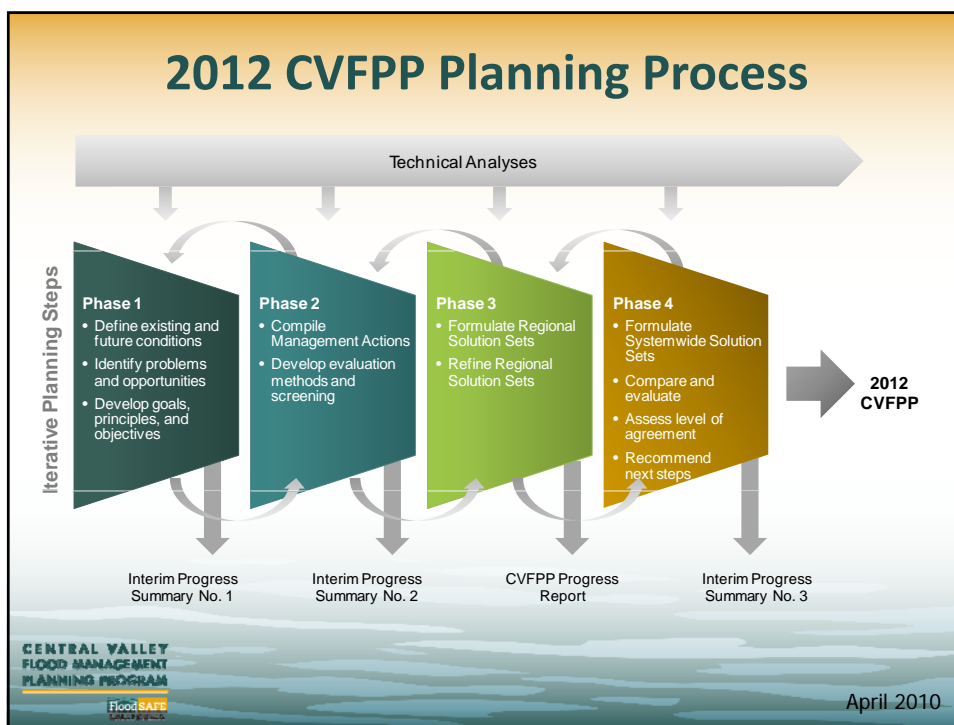 2012 CVFPP Planning Process
Technical Analyses
Iterative Planning Steps
Phase 1
• Define existing and
future conditions
• Identify problems
and opportunities
• Develop goals,
principles, and
objectives
Phase 2
• Compile
Management Actions
• Develop evaluation
methods and
screening
Phase 3
• Formulate Regional
Solution Sets
• Refine Regional
Solution Sets
Phase 4
• Formulate
Systemwide Solution
Sets
• Compare and
evaluate
• Assess level of
agreement
• Recommend
next steps
2012
CVFPP
Interim Progress
Summary No. 1
Interim Progress
Summary No. 2
CVFPP Progress
Report
Interim Progress
Summary No. 3
CENTRAL VALLEY
FLOOD MANAGEMENT
PLANNING PROGRAM
FloodSAFE
April 2010